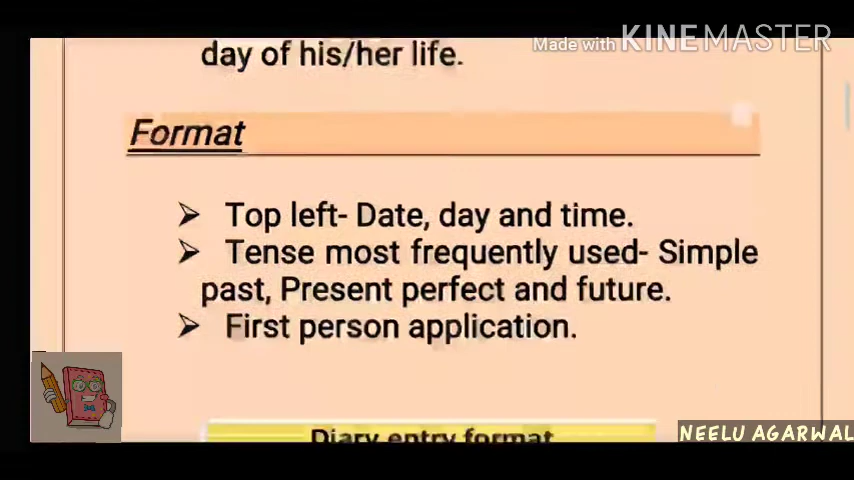 Made with KINEMASTER
day of his/her life.
Format
➢ Top left- Date, day and time.
➢ Tense most frequently used- Simple
past, Present perfect and future.
➢ First person application.
Diary entry format
NEELU AGARWAL